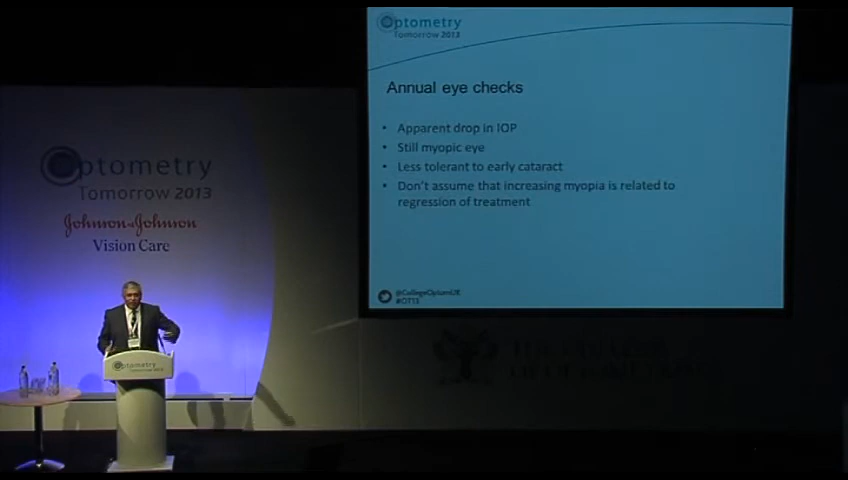 Optometry
Tomorrow 2013
Annual eye checks
• Apparent drop in IOP
• Still myopic eye
• Less tolerant to early cataract
• Don't assume that increasing myopia is related to
regression of treatment
@CollegeOptomUK
#OT13
Optometry
Tomorrow 2013
Johnson & Johnson
Vision Care
Optometry
Tomorrow 2013